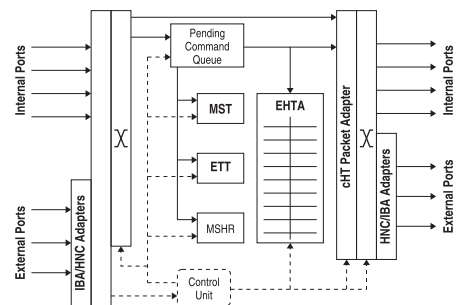 Internal Ports
External Ports
IBA/HNC Adapters
Pending
Command
Queue
MST
ETT
MSHR
Control
Unit
EHTA
cHT Packet Adapter
HNC/IBA Adapters
Internal Ports
External Ports